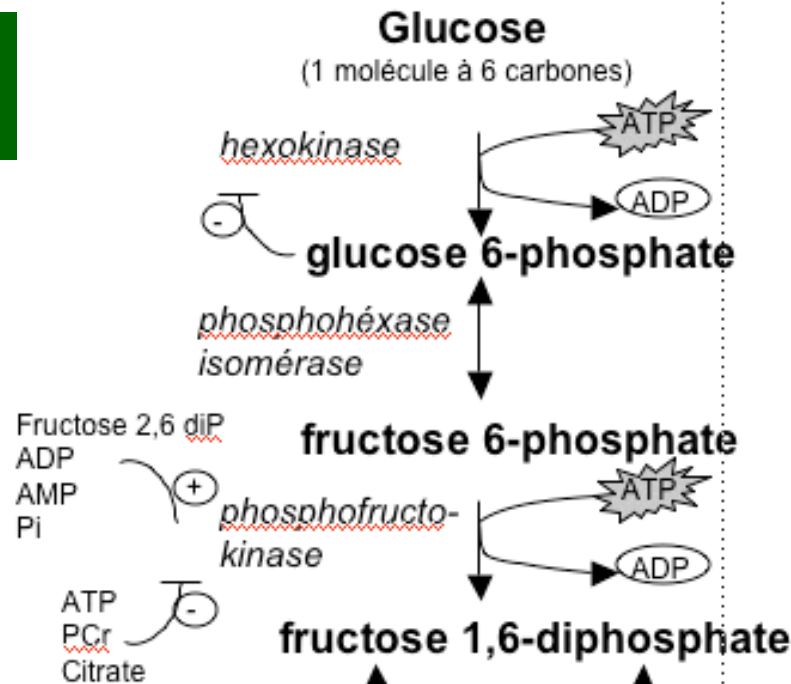 Glucose
(1 molécule à 6 carbones)
ATP
hexokinase
ADP
-
glucose 6-phosphate
phosphohéxase
isomérase
Fructose 2,6 diP
ADP
AMP
Pi
+
fructose 6-phosphate
ATP
phosphofructo-
kinase
ADP
ATP
PCr
Citrate
-
fructose 1,6-diphosphate